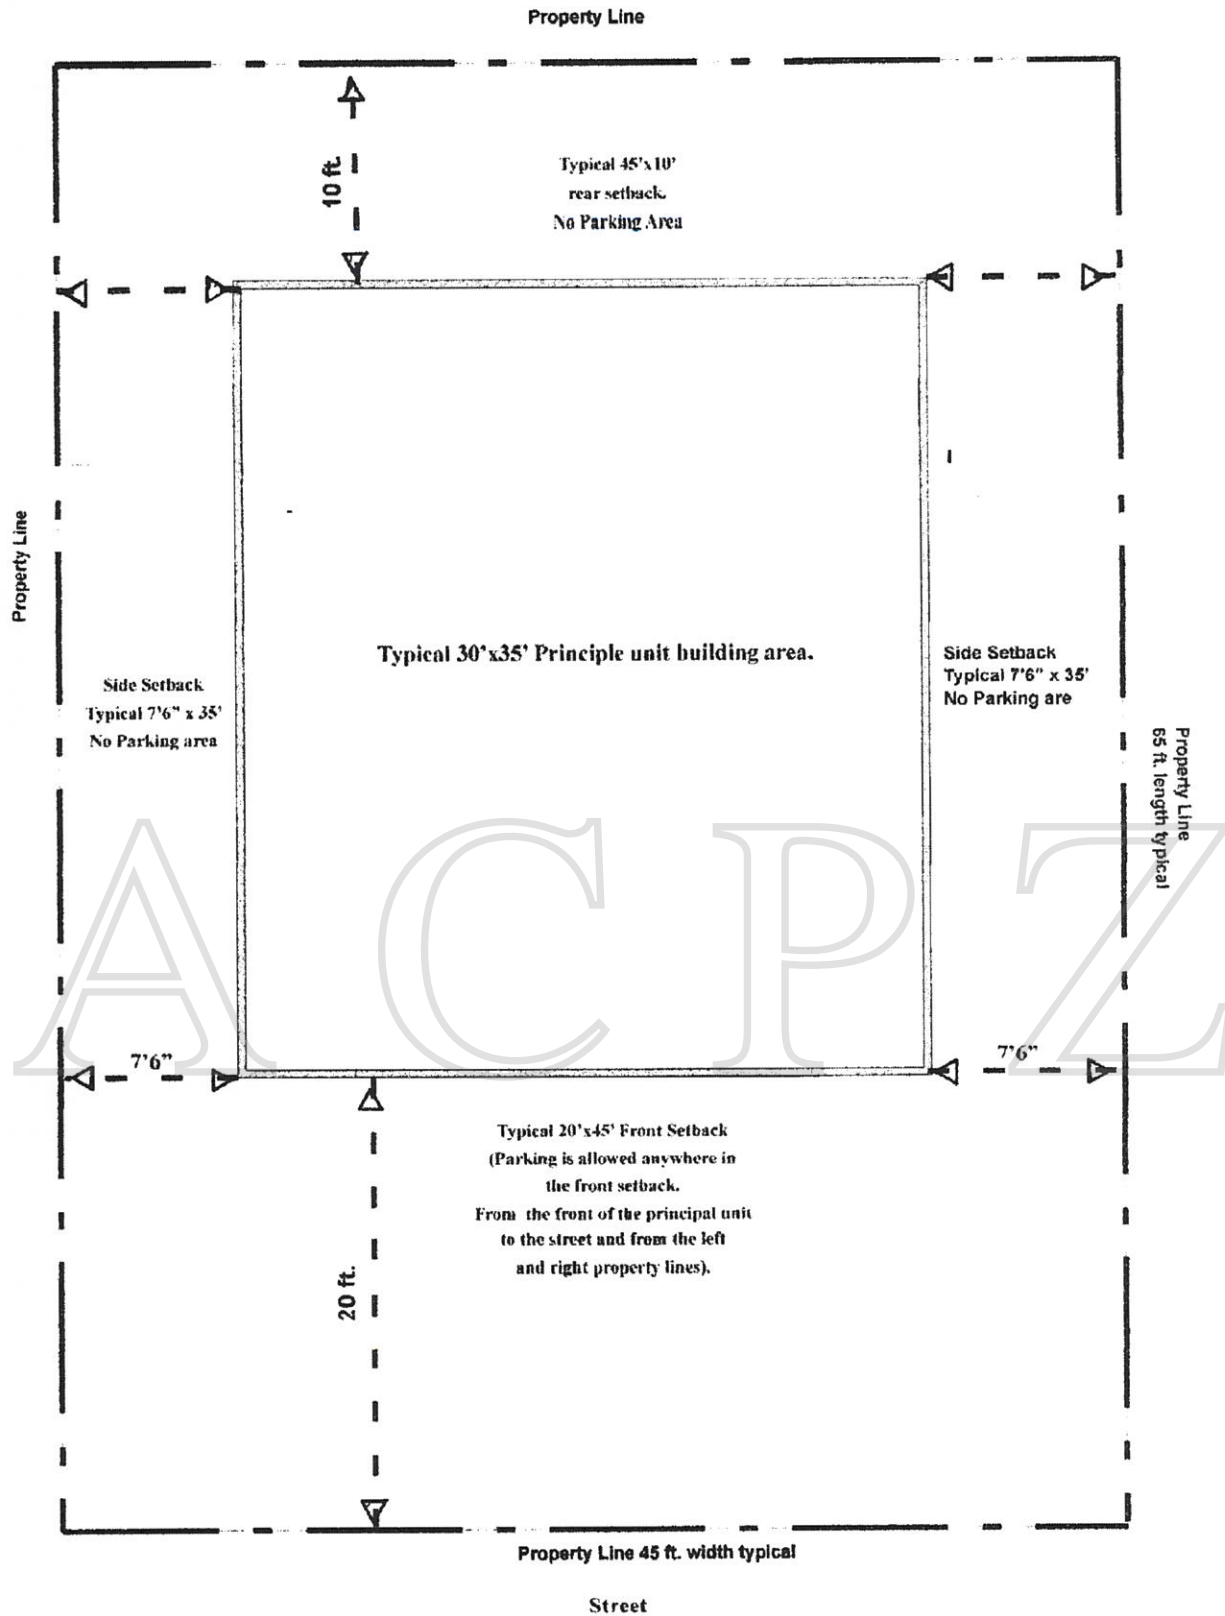 Property Line
10 ft.
Typical 45'x10'
rear setback.
No Parking Area
Property Line
Typical 30'x35' Principle unit building area.
Side Setback
Typical 7'6" x 35'
No Parking area
Side Setback
Typical 7'6" x 35'
No Parking are
Property Line
65 ft. length typical
A C P Z
7'6"
7'6"
Typical 20'x45' Front Setback
(Parking is allowed anywhere in
the front setback.
From the front of the principal unit
to the street and from the left
and right property lines).
20 ft.
Property Line 45 ft. width typical
Street